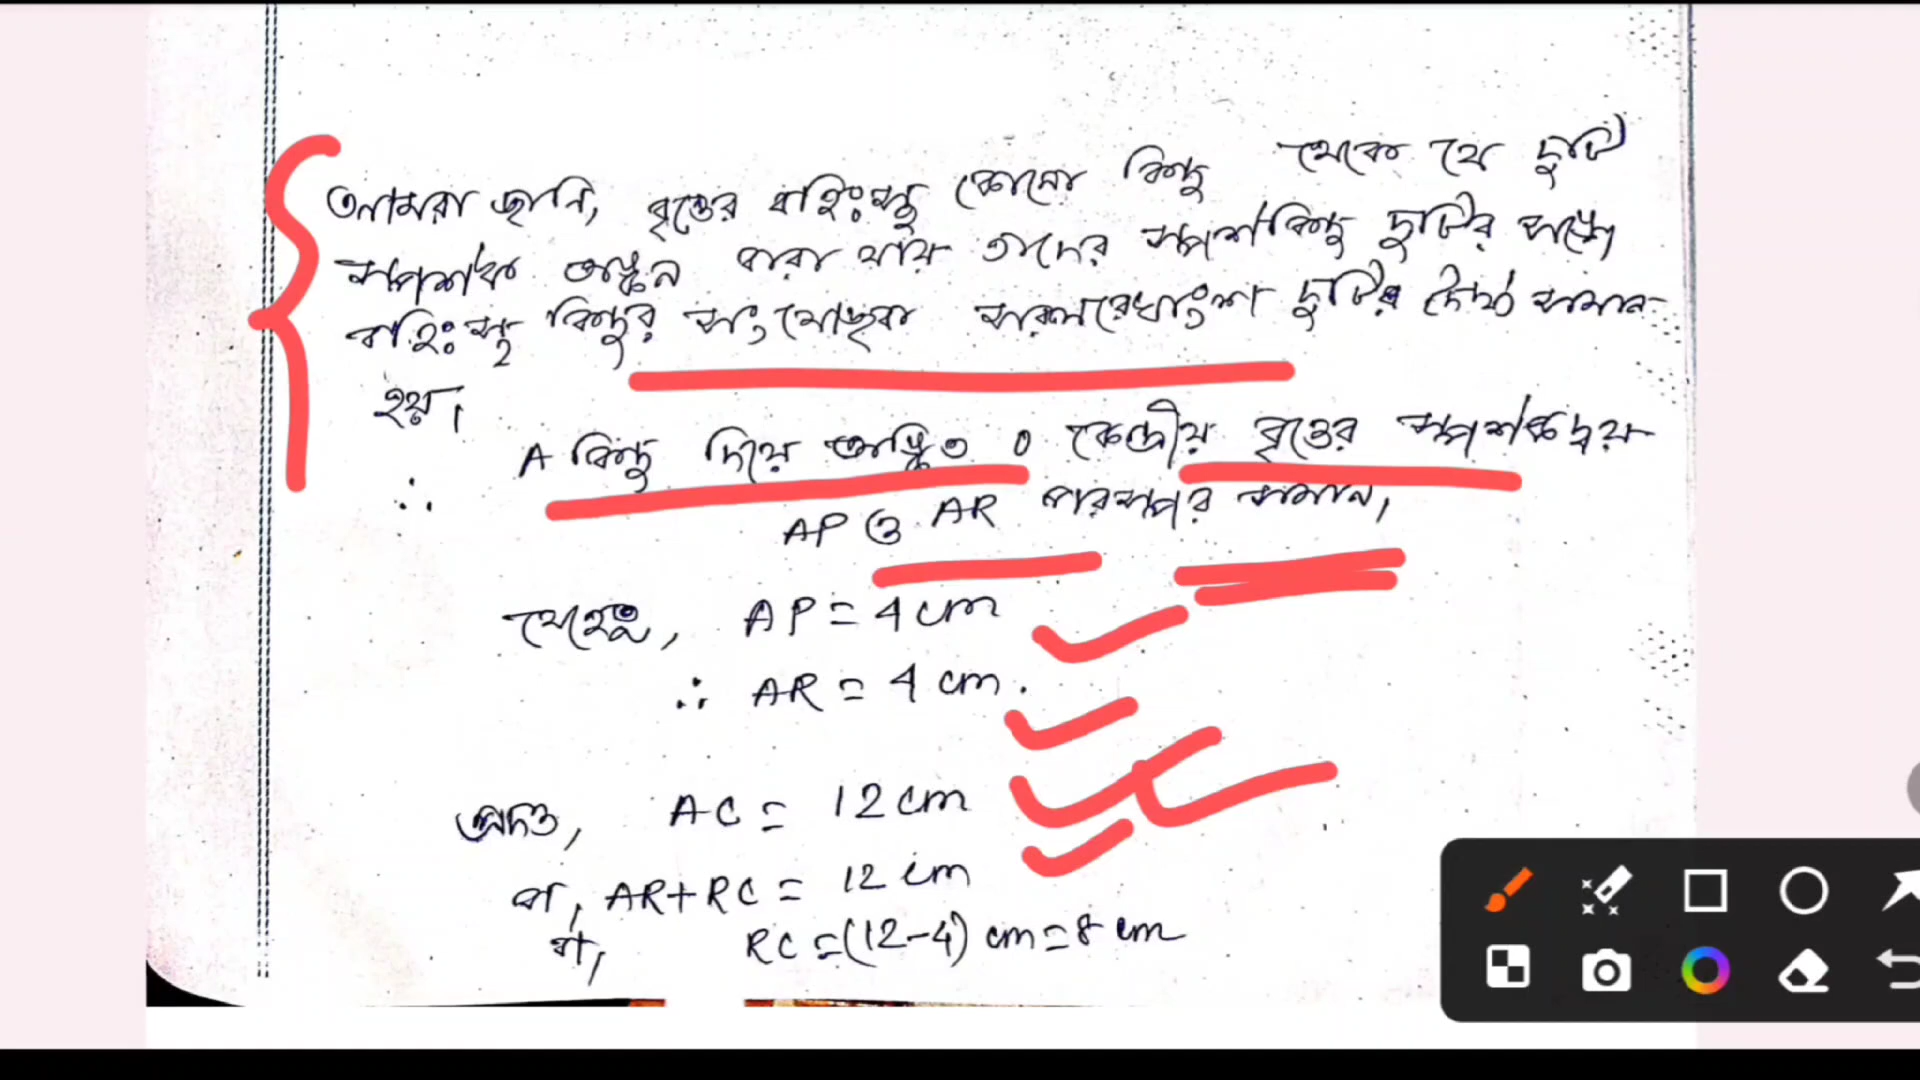 আমরা জানি, বৃত্তের বহিঃস্থ কোনো বিন্দু থেকে যে দুটি
স্পর্শক অঙ্কন করা যায় তাদের স্পর্শবিন্দু দুটির সঙ্গে
বহিঃস্থ বিন্দুর সংযোজক সরলরেখাংশ দুটির দৈর্ঘ্য সমান
হয়।
∴ A বিন্দু দিয়ে অঙ্কিত O কেন্দ্রীয় বৃত্তের স্পর্শকদ্বয়
AP ও AR পরস্পর সমান,
যেহেতু, AP = 4 cm
∴ AR = 4 cm.
প্রদত্ত, AC = 12 cm
বা, AR+RC = 12 cm
বা, RC = (12-4) cm = 8 cm